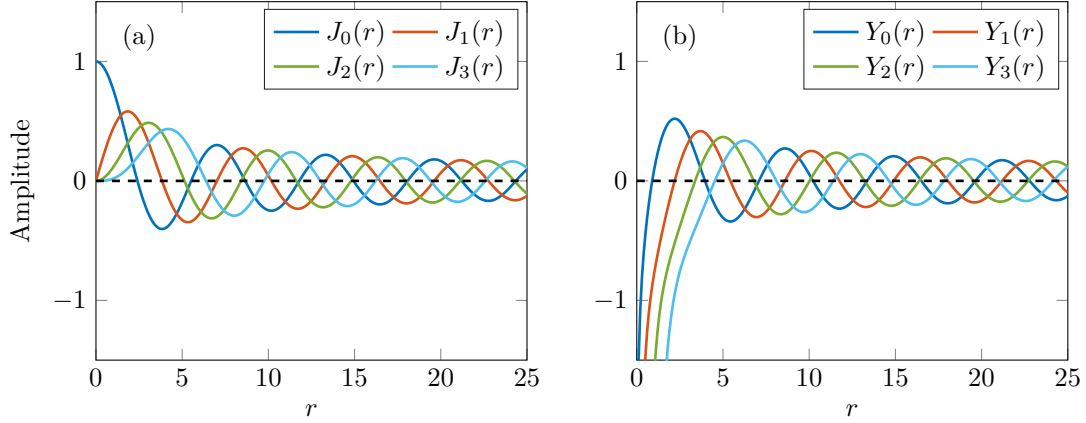 (a)
J₀(r) J₁(r)
J₂(r) J₃(r)
Amplitude
1
0
−1
0 5 10 15 20 25
r
(b)
Y₀(r) Y₁(r)
Y₂(r) Y₃(r)
1
0
−1
0 5 10 15 20 25
r